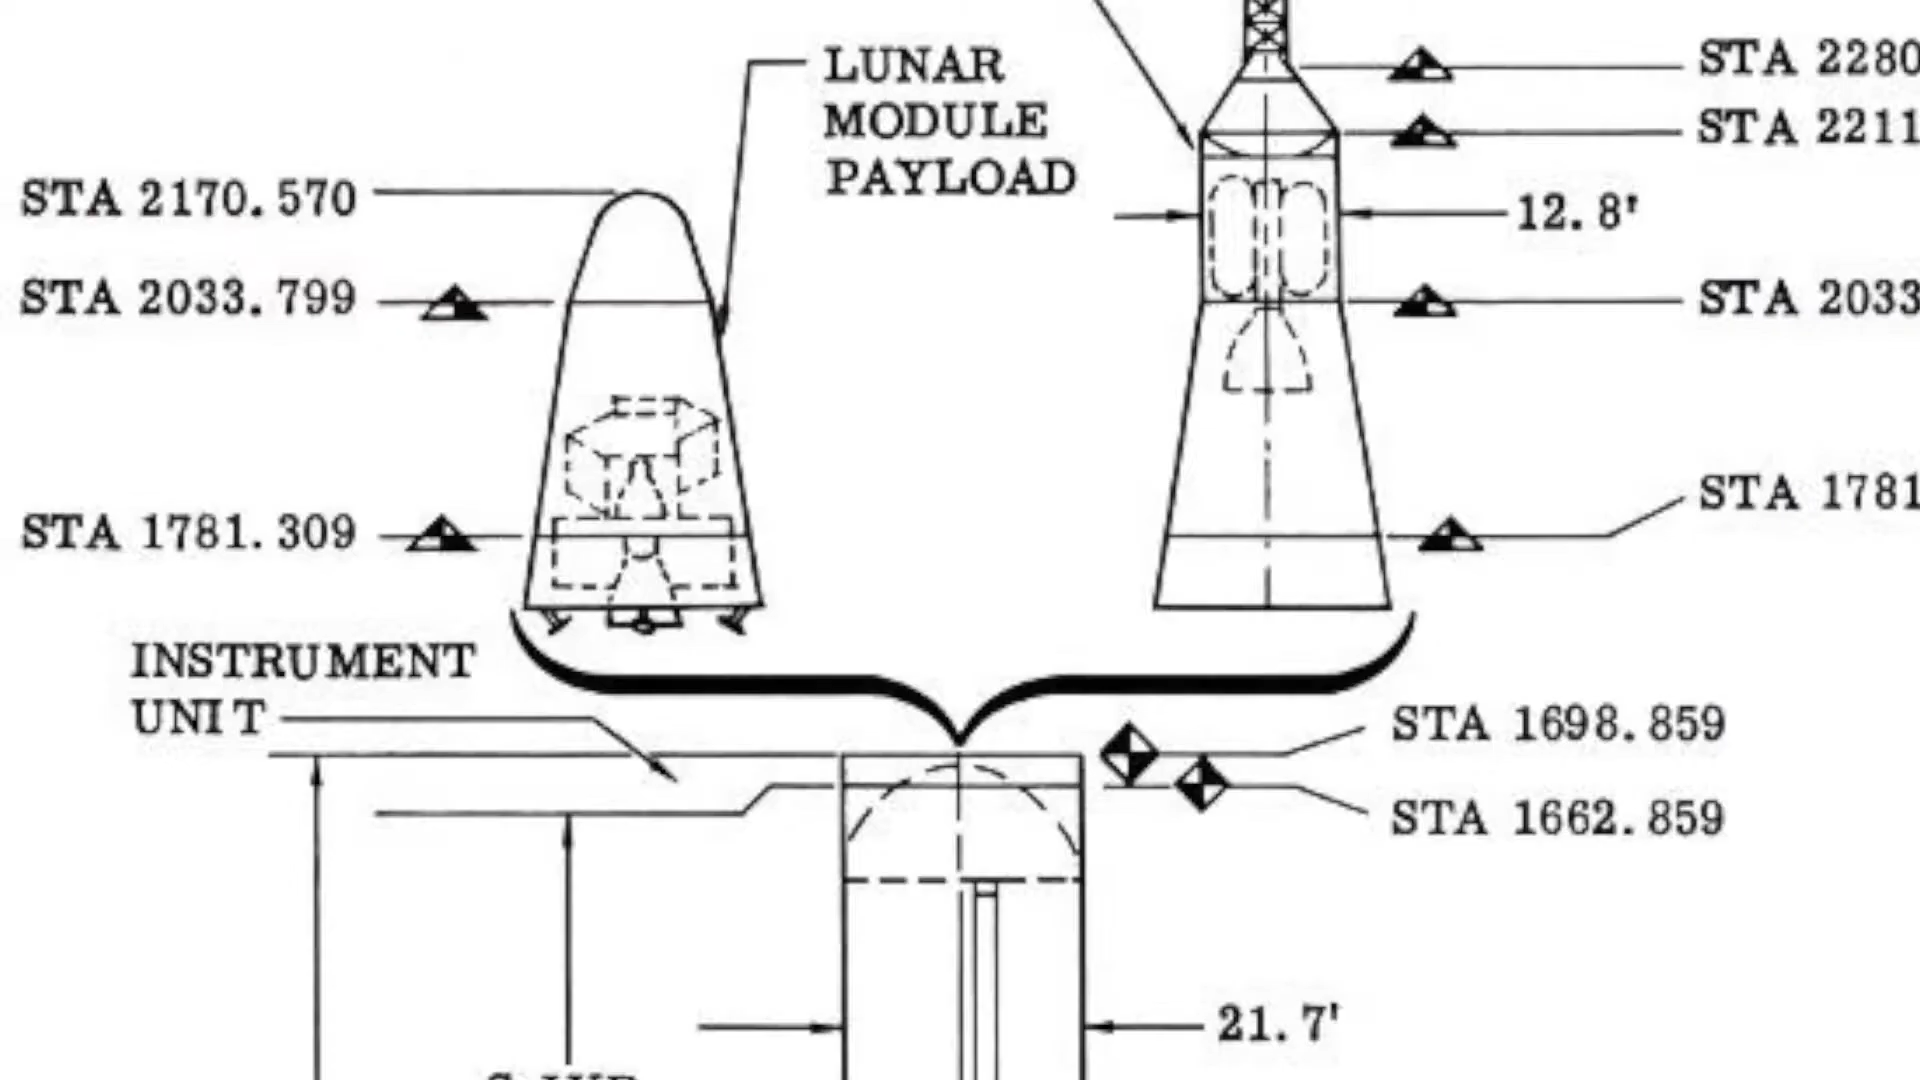 STA 2280
LUNAR
MODULE
PAYLOAD
STA 2211
STA 2170.570
12.8'
STA 2033.799
STA 2033
STA 1781.309
STA 1781
INSTRUMENT
UNIT
STA 1698.859
STA 1662.859
21.7'